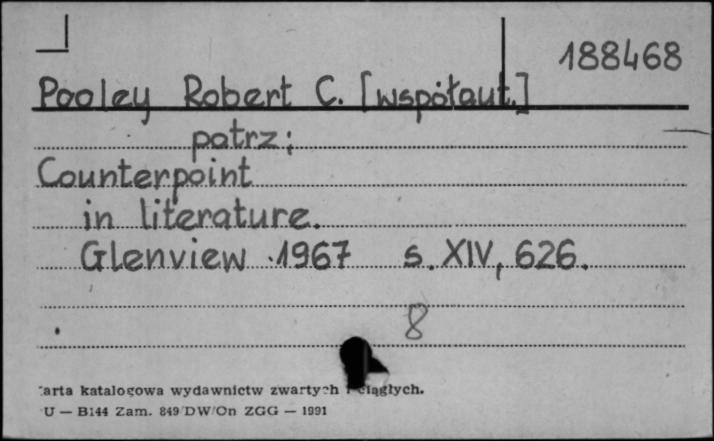 188468
Pooley Robert C. [współaut.]
patrz:
Counterpoint
in literature.
Glenview 1967 s. XIV, 626.
8
arta katalogowa wydawnictw zwartych i ciągłych.
U — B144 Zam. 849/DW/On ZGG — 1991